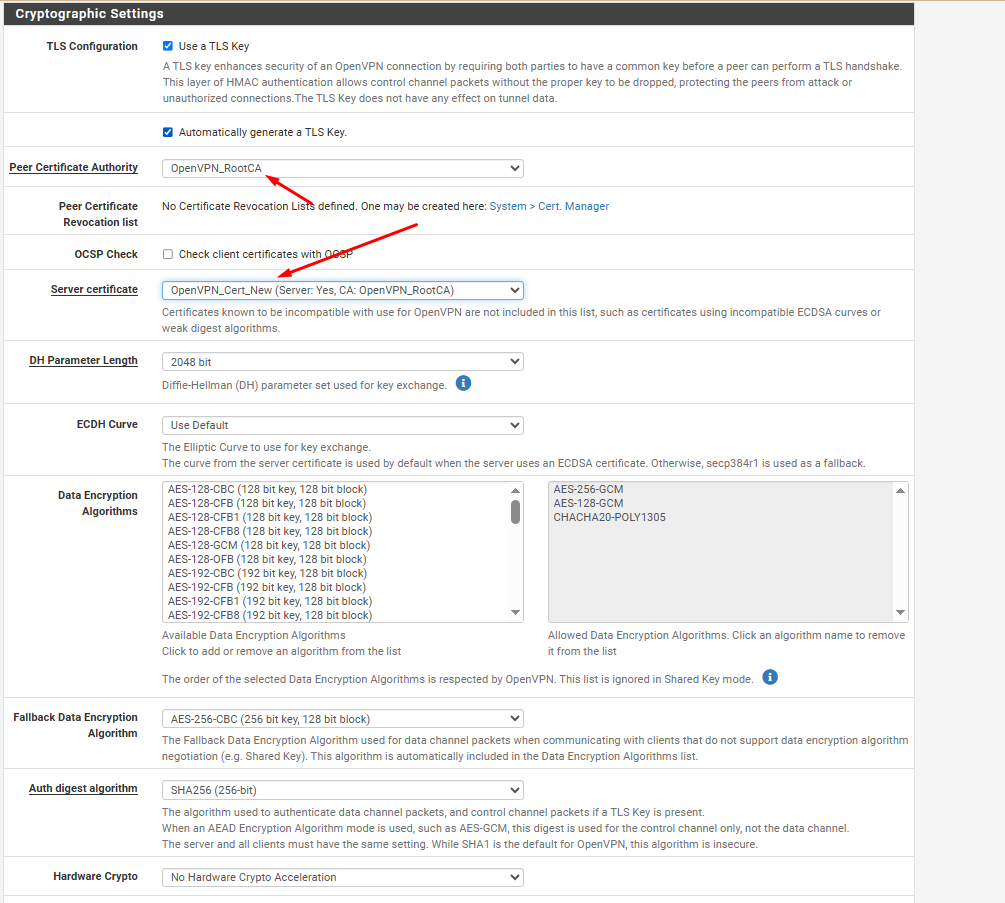 Cryptographic Settings
TLS Configuration
Use a TLS Key
A TLS key enhances security of an OpenVPN connection by requiring both parties to have a common key before a peer can perform a TLS handshake.
This layer of HMAC authentication allows control channel packets without the proper key to be dropped, protecting the peers from attack or
unauthorized connections.The TLS Key does not have any effect on tunnel data.
Automatically generate a TLS Key.
Peer Certificate Authority
OpenVPN_RootCA
Peer Certificate
Revocation list
No Certificate Revocation Lists defined. One may be created here: System > Cert. Manager
OCSP Check
Check client certificates with OCSP
Server certificate
OpenVPN_Cert_New (Server: Yes, CA: OpenVPN_RootCA)
Certificates known to be incompatible with use for OpenVPN are not included in this list, such as certificates using incompatible ECDSA curves or
weak digest algorithms.
DH Parameter Length
2048 bit
Diffie-Hellman (DH) parameter set used for key exchange.
ECDH Curve
Use Default
The Elliptic Curve to use for key exchange.
The curve from the server certificate is used by default when the server uses an ECDSA certificate. Otherwise, secp384r1 is used as a fallback.
Data Encryption
Algorithms
AES-128-CBC (128 bit key, 128 bit block)
AES-128-CFB (128 bit key, 128 bit block)
AES-128-CFB1 (128 bit key, 128 bit block)
AES-128-CFB8 (128 bit key, 128 bit block)
AES-128-GCM (128 bit key, 128 bit block)
AES-128-OFB (128 bit key, 128 bit block)
AES-192-CBC (192 bit key, 128 bit block)
AES-192-CFB (192 bit key, 128 bit block)
AES-192-CFB1 (192 bit key, 128 bit block)
AES-192-CFB8 (192 bit key, 128 bit block)
Available Data Encryption Algorithms
Click to add or remove an algorithm from the list
AES-256-GCM
AES-128-GCM
CHACHA20-POLY1305
Allowed Data Encryption Algorithms. Click an algorithm name to remove
it from the list
The order of the selected Data Encryption Algorithms is respected by OpenVPN. This list is ignored in Shared Key mode.
Fallback Data Encryption
Algorithm
AES-256-CBC (256 bit key, 128 bit block)
The Fallback Data Encryption Algorithm used for data channel packets when communicating with clients that do not support data encryption algorithm
negotiation (e.g. Shared Key). This algorithm is automatically included in the Data Encryption Algorithms list.
Auth digest algorithm
SHA256 (256-bit)
The algorithm used to authenticate data channel packets, and control channel packets if a TLS Key is present.
When an AEAD Encryption Algorithm mode is used, such as AES-GCM, this digest is used for the control channel only, not the data channel.
The server and all clients must have the same setting. While SHA1 is the default for OpenVPN, this algorithm is insecure.
Hardware Crypto
No Hardware Crypto Acceleration